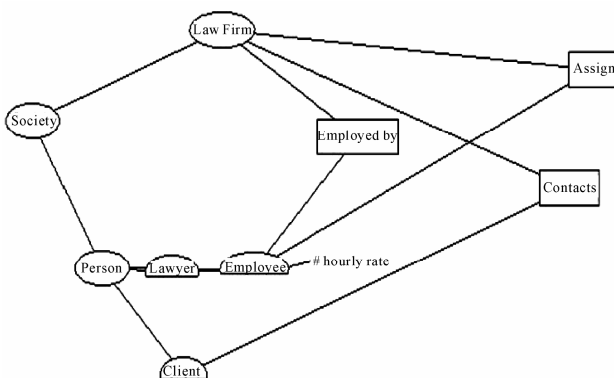 Law Firm
Assign
Society
Employed by
Contacts
Person
Lawyer
Employee
# hourly rate
Client